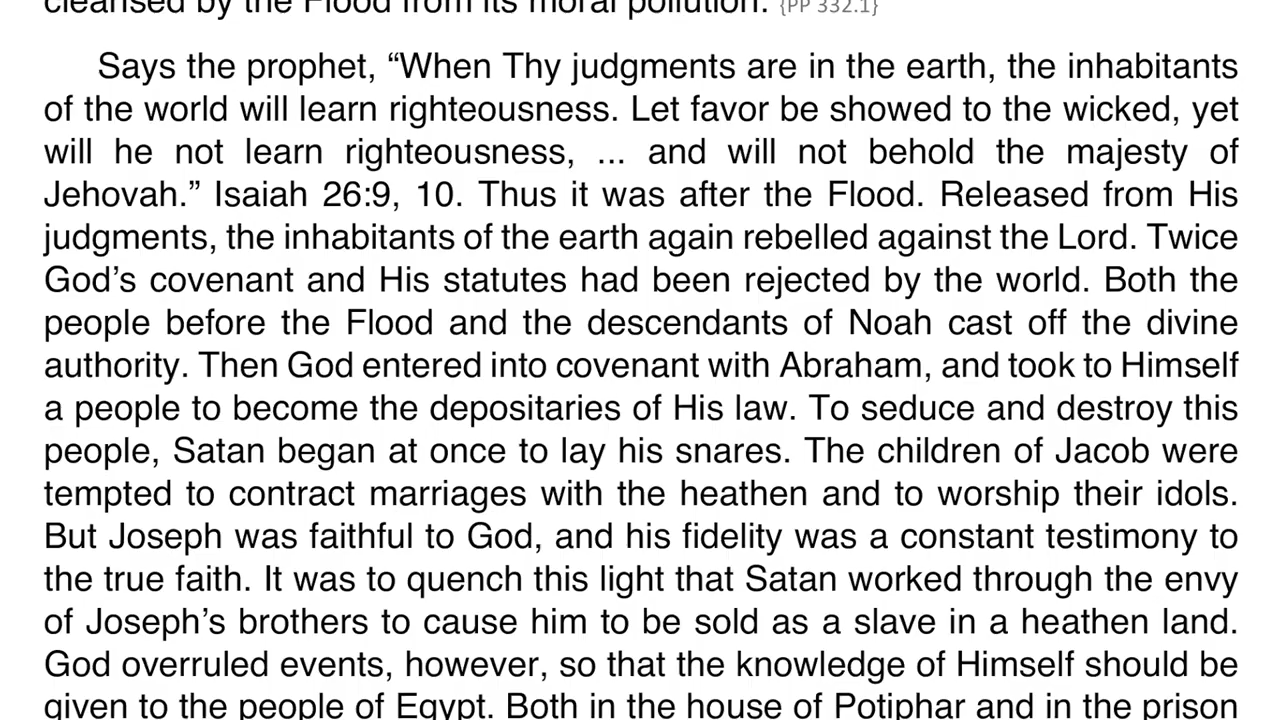 cleansed by the Flood from its moral pollution. {PP 332.1}
Says the prophet, “When Thy judgments are in the earth, the inhabitants
of the world will learn righteousness. Let favor be showed to the wicked, yet
will he not learn righteousness, ... and will not behold the majesty of
Jehovah.” Isaiah 26:9, 10. Thus it was after the Flood. Released from His
judgments, the inhabitants of the earth again rebelled against the Lord. Twice
God’s covenant and His statutes had been rejected by the world. Both the
people before the Flood and the descendants of Noah cast off the divine
authority. Then God entered into covenant with Abraham, and took to Himself
a people to become the depositaries of His law. To seduce and destroy this
people, Satan began at once to lay his snares. The children of Jacob were
tempted to contract marriages with the heathen and to worship their idols.
But Joseph was faithful to God, and his fidelity was a constant testimony to
the true faith. It was to quench this light that Satan worked through the envy
of Joseph’s brothers to cause him to be sold as a slave in a heathen land.
God overruled events, however, so that the knowledge of Himself should be
given to the people of Egypt. Both in the house of Potiphar and in the prison